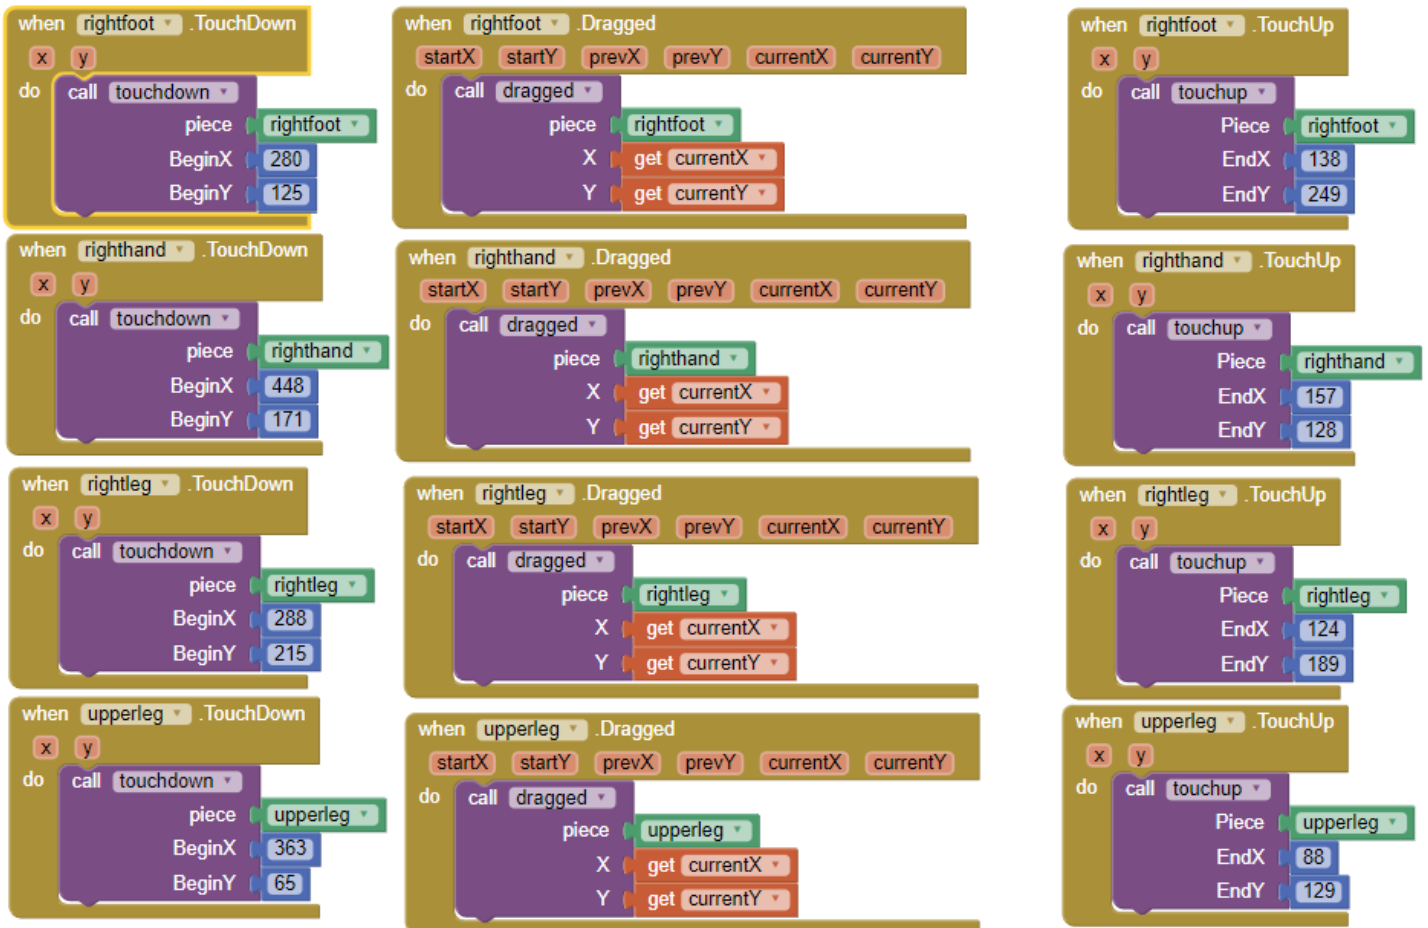 when rightfoot .TouchDown
x y
do call touchdown
piece rightfoot
BeginX 280
BeginY 125
when rightfoot .Dragged
startX startY prevX prevY currentX currentY
do call dragged
piece rightfoot
X get currentX
Y get currentY
when rightfoot .TouchUp
x y
do call touchup
Piece rightfoot
EndX 138
EndY 249
when righthand .TouchDown
x y
do call touchdown
piece righthand
BeginX 448
BeginY 171
when righthand .Dragged
startX startY prevX prevY currentX currentY
do call dragged
piece righthand
X get currentX
Y get currentY
when righthand .TouchUp
x y
do call touchup
Piece righthand
EndX 157
EndY 128
when rightleg .TouchDown
x y
do call touchdown
piece rightleg
BeginX 288
BeginY 215
when rightleg .Dragged
startX startY prevX prevY currentX currentY
do call dragged
piece rightleg
X get currentX
Y get currentY
when rightleg .TouchUp
x y
do call touchup
Piece rightleg
EndX 124
EndY 189
when upperleg .TouchDown
x y
do call touchdown
piece upperleg
BeginX 363
BeginY 65
when upperleg .Dragged
startX startY prevX prevY currentX currentY
do call dragged
piece upperleg
X get currentX
Y get currentY
when upperleg .TouchUp
x y
do call touchup
Piece upperleg
EndX 88
EndY 129